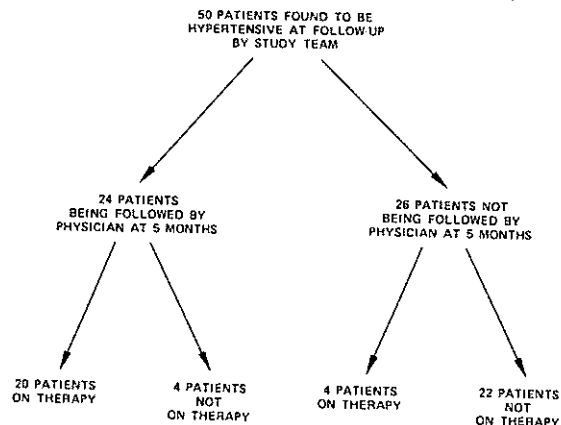 50 PATIENTS FOUND TO BE
HYPERTENSIVE AT FOLLOW-UP
BY STUDY TEAM
24 PATIENTS
BEING FOLLOWED BY
PHYSICIAN AT 5 MONTHS
26 PATIENTS NOT
BEING FOLLOWED BY
PHYSICIAN AT 5 MONTHS
20 PATIENTS
ON THERAPY
4 PATIENTS
NOT
ON THERAPY
4 PATIENTS
ON THERAPY
22 PATIENTS
NOT
ON THERAPY